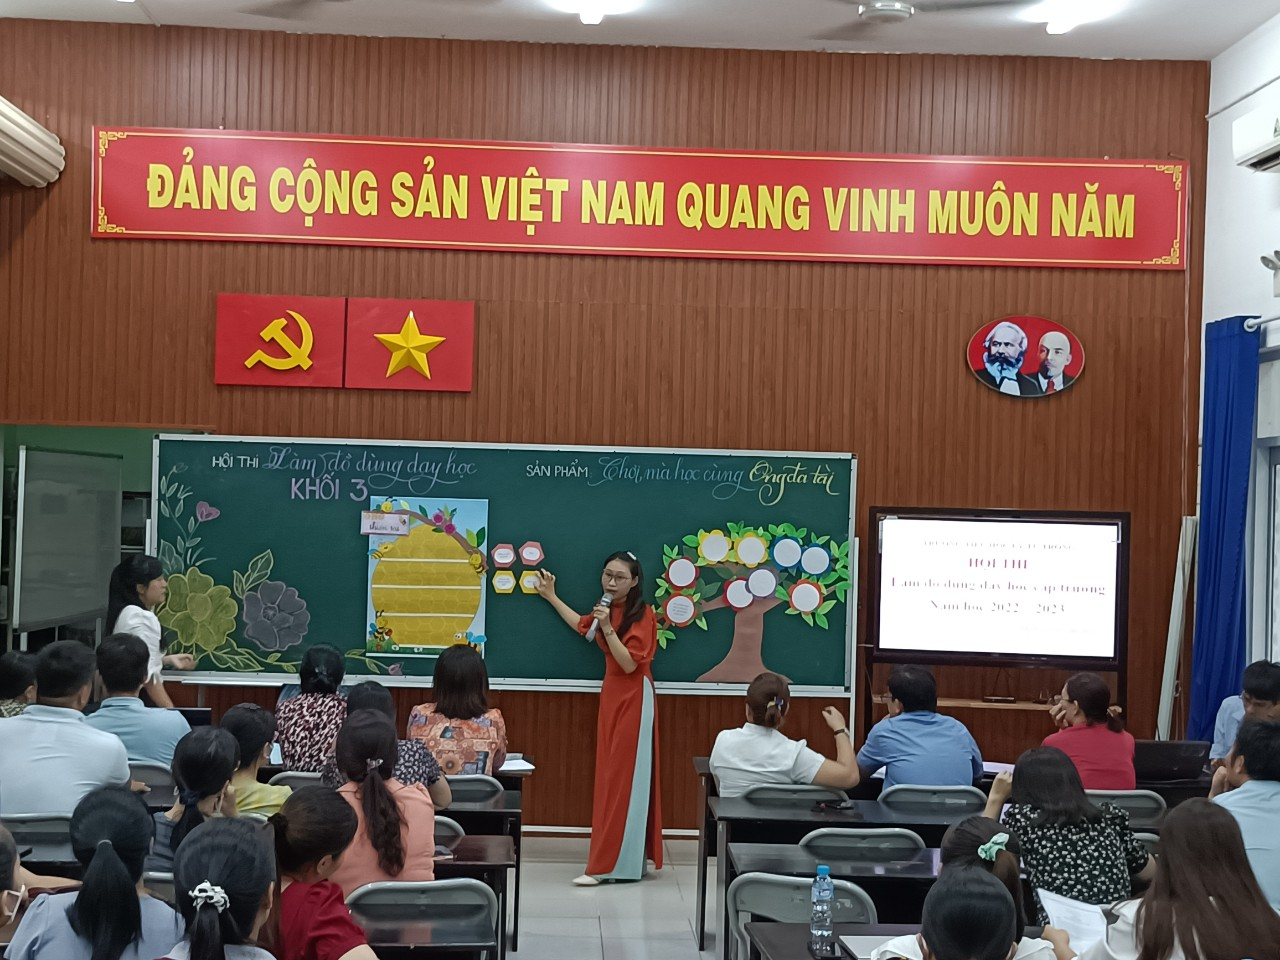 ĐẢNG CỘNG SẢN VIỆT NAM QUANG VINH MUÔN NĂM
HỘI THI Làm đồ dùng dạy học
KHỐI 3
SẢN PHẨM Chơi mà học cùng Ong đa tài
HỘI THI
Làm đồ dùng dạy học cấp trường
Năm học 2022 - 2023